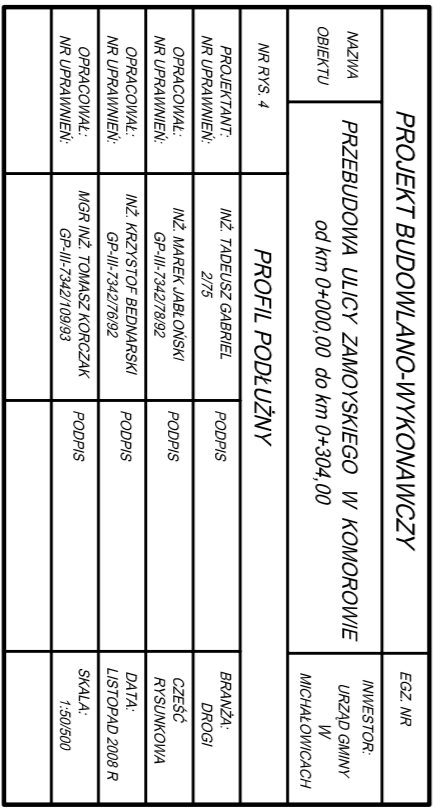 PROJEKT BUDOWLANO-WYKONAWCZY
EGZ. NR
NAZWA
OBIEKTU
PRZEBUDOWA ULICY ZAMOYSKIEGO W KOMOROWIE
od km 0+000,00 do km 0+304,00
INWESTOR:
URZĄD GMINY
W
MICHAŁOWICACH
NR RYS. 4
PROFIL PODŁUŻNY
PROJEKTANT:
NR UPRAWNIEŃ:
INŻ. TADEUSZ GABRIEL
2/75
PODPIS
BRANŻA:
DROGI
OPRACOWAŁ:
NR UPRAWNIEŃ:
INŻ. MAREK JABŁOŃSKI
GP-III-7342/78/92
PODPIS
CZEŚĆ
RYSUNKOWA
OPRACOWAŁ:
NR UPRAWNIEŃ:
INŻ. KRZYSTOF BEDNARSKI
GP-III-7342/76/92
PODPIS
DATA:
LISTOPAD 2008 R
OPRACOWAŁ:
NR UPRAWNIEŃ:
MGR INŻ. TOMASZ KORCZAK
GP-III-7342/109/93
PODPIS
SKALA:
1:50/500